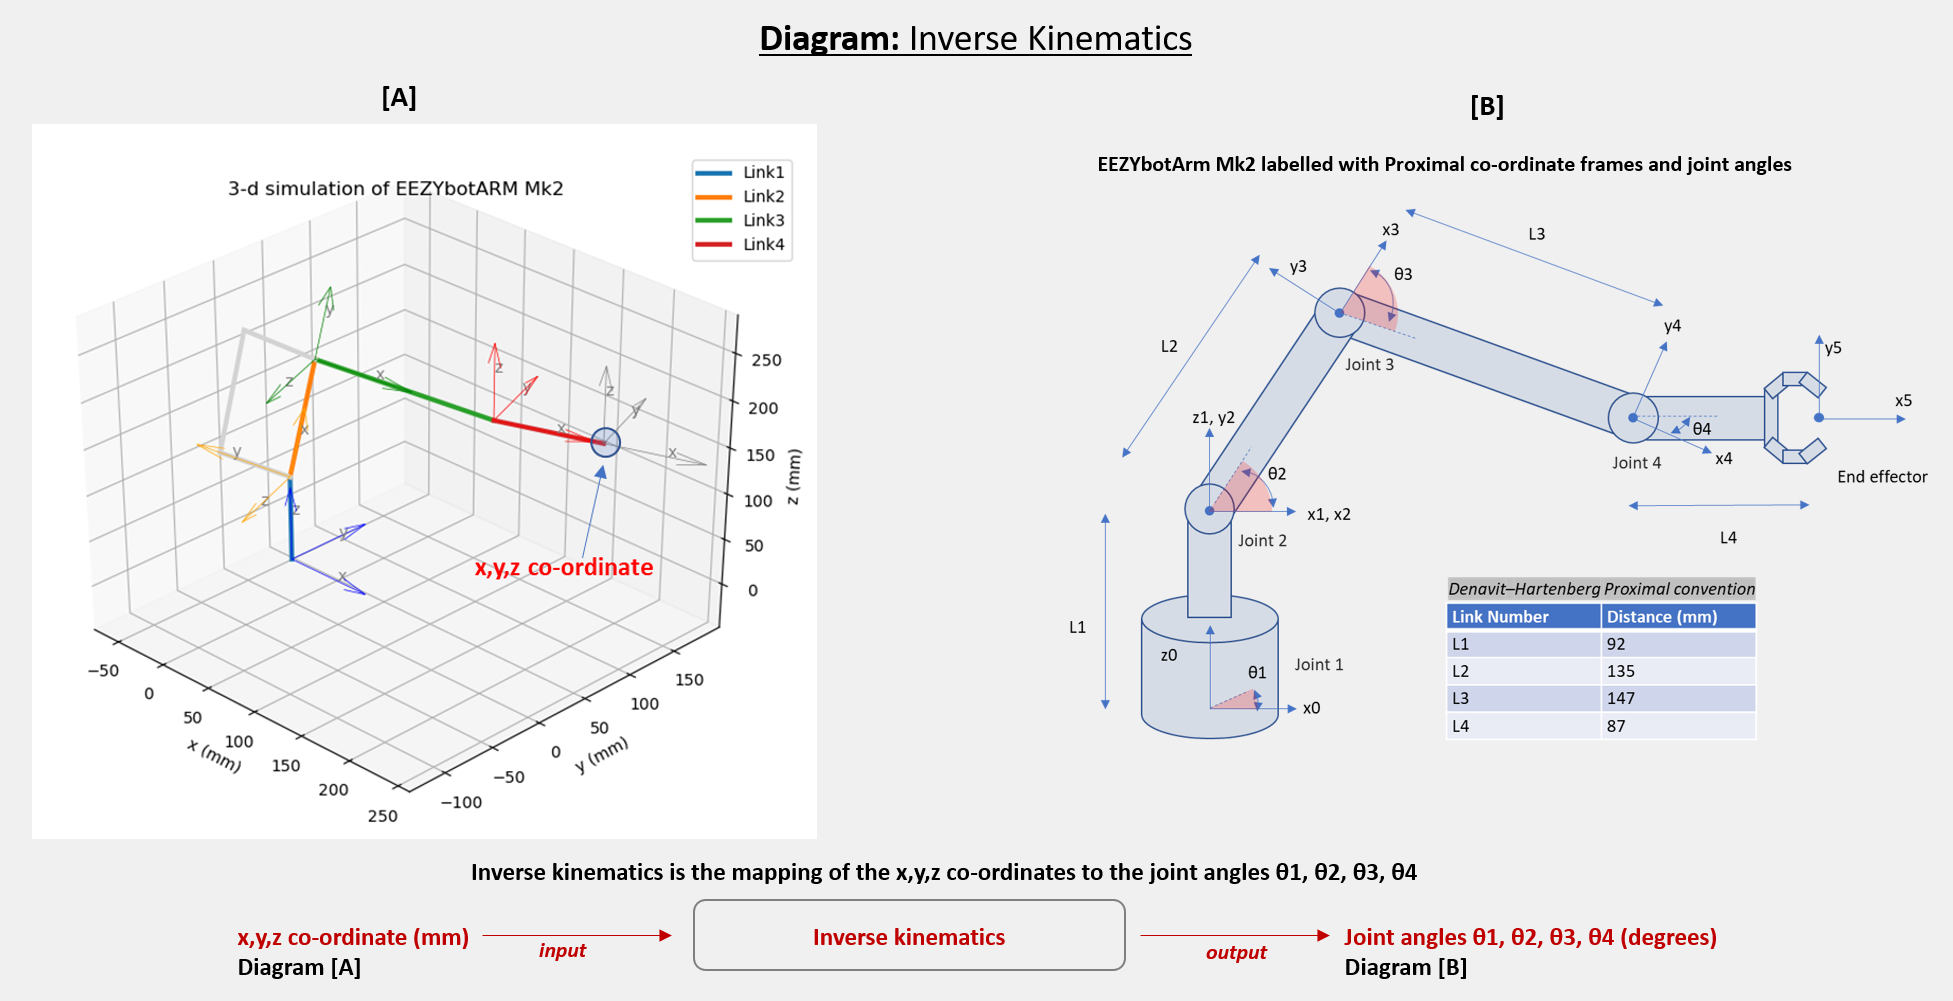 Diagram: Inverse Kinematics
[A]
3-d simulation of EEZYbotARM Mk2
Link1
Link2
Link3
Link4
y
z
x
x
z
y
x
z
y
x
y
z
x
z
y
x
x,y,z co-ordinate
250
200
150
100
50
0
z (mm)
−50
0
50
100
150
200
250
x (mm)
−100
−50
0
50
100
150
y (mm)
[B]
EEZYbotArm Mk2 labelled with Proximal co-ordinate frames and joint angles
x3
L3
y3
θ3
L2
Joint 3
y4
y5
x5
z1, y2
θ4
x4
Joint 4
θ2
End effector
x1, x2
Joint 2
L4
L1
z0
Joint 1
θ1
x0
Denavit–Hartenberg Proximal convention
Link Number Distance (mm)
L1 92
L2 135
L3 147
L4 87
Inverse kinematics is the mapping of the x,y,z co-ordinates to the joint angles θ1, θ2, θ3, θ4
x,y,z co-ordinate (mm)
Diagram [A]
input
Inverse kinematics
output
Joint angles θ1, θ2, θ3, θ4 (degrees)
Diagram [B]